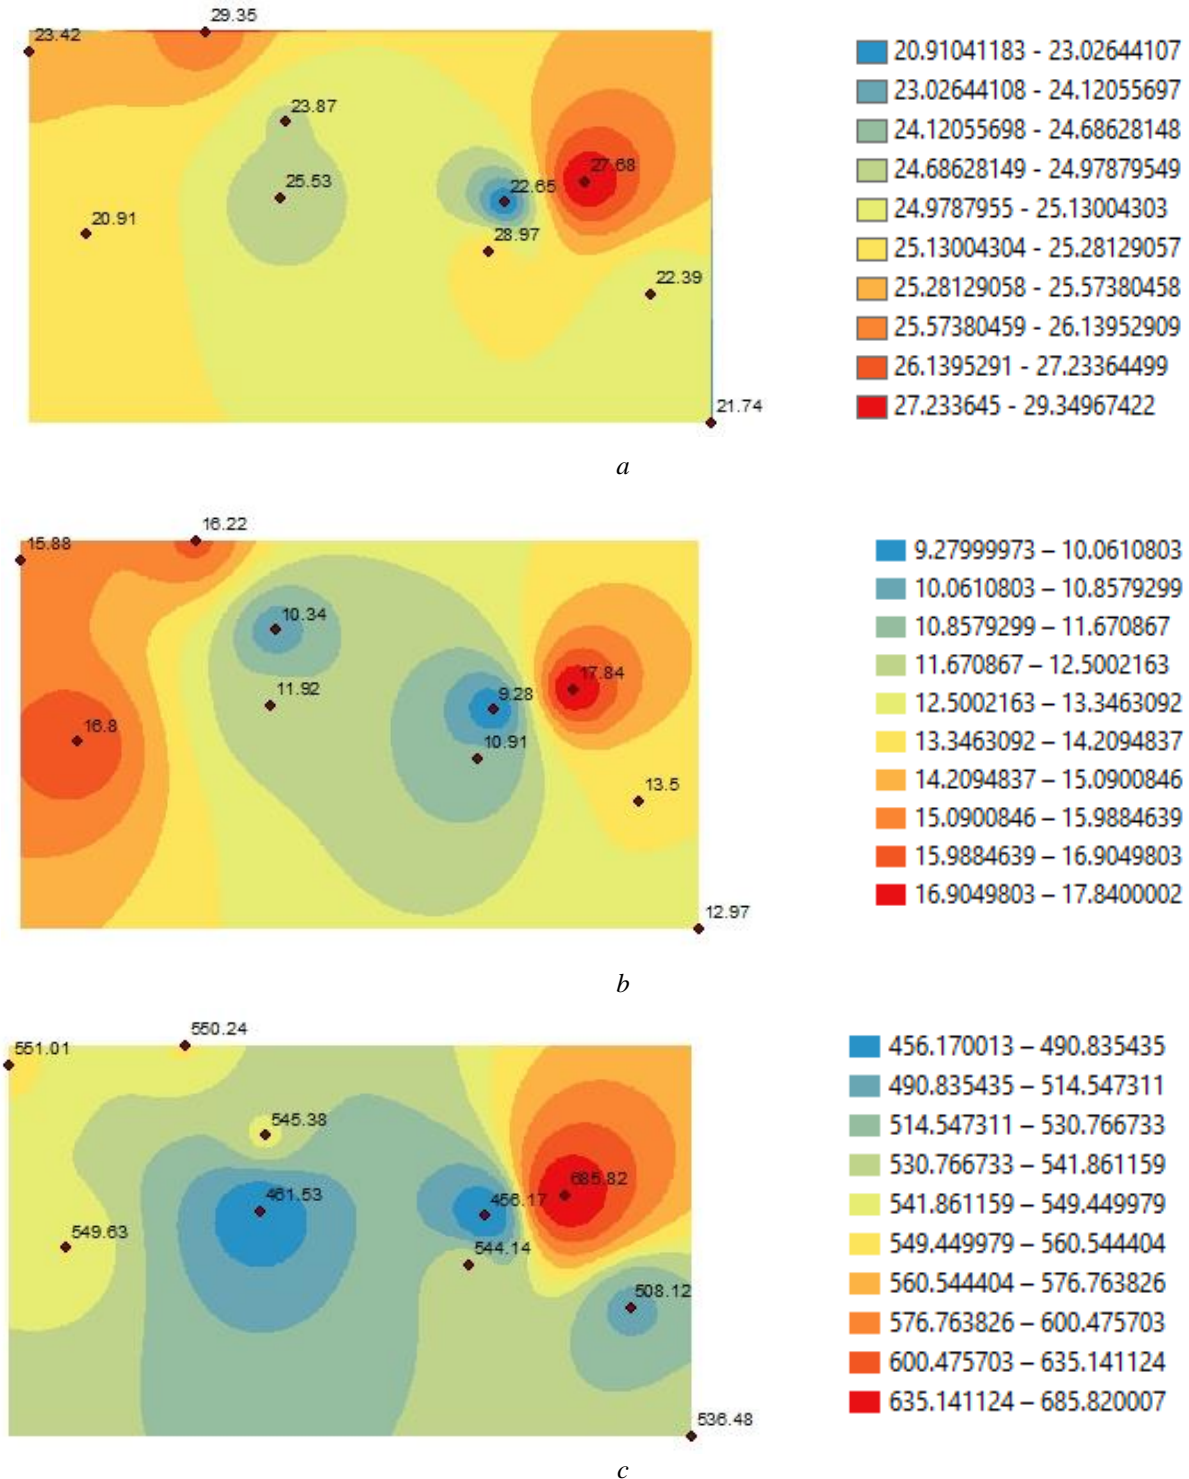 29.35
23.42
23.87
27.68
25.53
22.65
20.91
28.97
22.39
21.74
20.91041183 - 23.02644107
23.02644108 - 24.12055697
24.12055698 - 24.68628148
24.68628149 - 24.97879549
24.9787955 - 25.13004303
25.13004304 - 25.28129057
25.28129058 - 25.57380458
25.57380459 - 26.13952909
26.1395291 - 27.23364499
27.233645 - 29.34967422
a
16.22
15.88
10.34
17.84
11.92
9.28
16.8
10.91
13.5
12.97
9.27999973 – 10.0610803
10.0610803 – 10.8579299
10.8579299 – 11.670867
11.670867 – 12.5002163
12.5002163 – 13.3463092
13.3463092 – 14.2094837
14.2094837 – 15.0900846
15.0900846 – 15.9884639
15.9884639 – 16.9049803
16.9049803 – 17.8400002
b
550.24
551.01
545.38
685.82
461.53
456.17
549.63
544.14
508.12
536.48
456.170013 – 490.835435
490.835435 – 514.547311
514.547311 – 530.766733
530.766733 – 541.861159
541.861159 – 549.449979
549.449979 – 560.544404
560.544404 – 576.763826
576.763826 – 600.475703
600.475703 – 635.141124
635.141124 – 685.820007
c